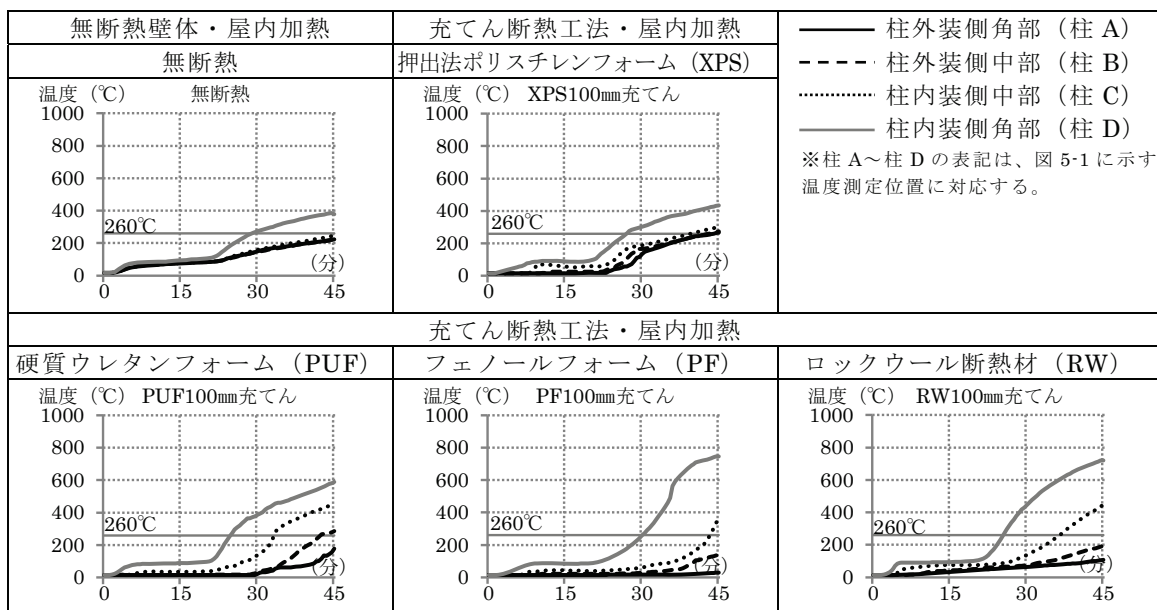 無断熱壁体・屋内加熱
充てん断熱工法・屋内加熱
無断熱
押出法ポリスチレンフォーム（XPS）
柱外装側角部（柱 A）
柱外装側中部（柱 B）
柱内装側中部（柱 C）
柱内装側角部（柱 D）
※柱 A～柱 D の表記は、図 5-1 に示す
温度測定位置に対応する。
温度（℃） 無断熱
1000
800
600
400
260℃
200
(分)
0
0 15 30 45
温度（℃） XPS100㎜充てん
1000
800
600
400
260℃
200
(分)
0
0 15 30 45
充てん断熱工法・屋内加熱
硬質ウレタンフォーム（PUF）
フェノールフォーム（PF）
ロックウール断熱材（RW）
温度（℃） PUF100㎜充てん
1000
800
600
400
260℃
200
(分)
0
0 15 30 45
温度（℃） PF100㎜充てん
1000
800
600
400
260℃
200
(分)
0
0 15 30 45
温度（℃） RW100㎜充てん
1000
800
600
400
260℃
200
(分)
0
0 15 30 45